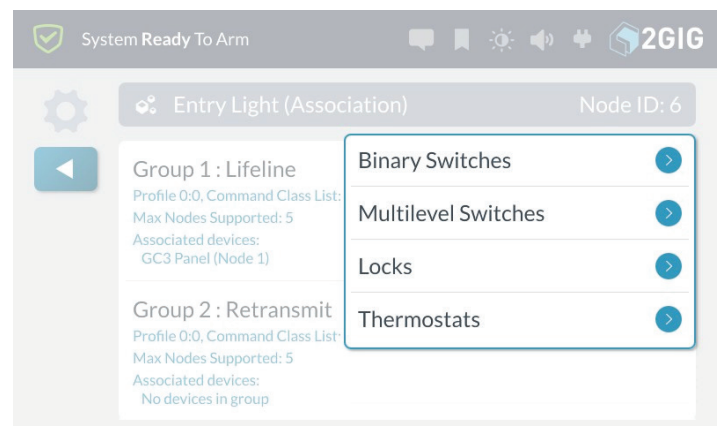 System Ready To Arm
2GIG
Entry Light (Association)
Node ID: 6
Group 1 : Lifeline
Profile 0:0, Command Class List:
Max Nodes Supported: 5
Associated devices:
GC3 Panel (Node 1)
Group 2 : Retransmit
Profile 0:0, Command Class List:
Max Nodes Supported: 5
Associated devices:
No devices in group
Binary Switches
Multilevel Switches
Locks
Thermostats